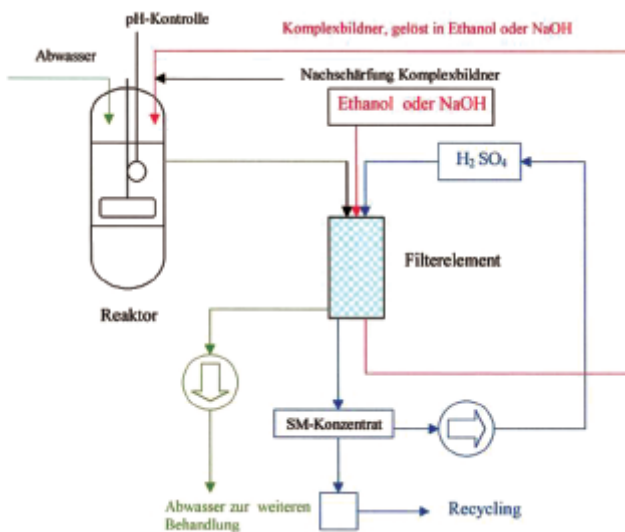 pH-Kontrolle
Komplexbildner, gelöst in Ethanol oder NaOH
Abwasser
Nachschärfung Komplexbildner
Ethanol oder NaOH
H₂ SO₄
Filterelement
Reaktor
SM-Konzentrat
Abwasser zur weiteren
Behandlung
Recycling